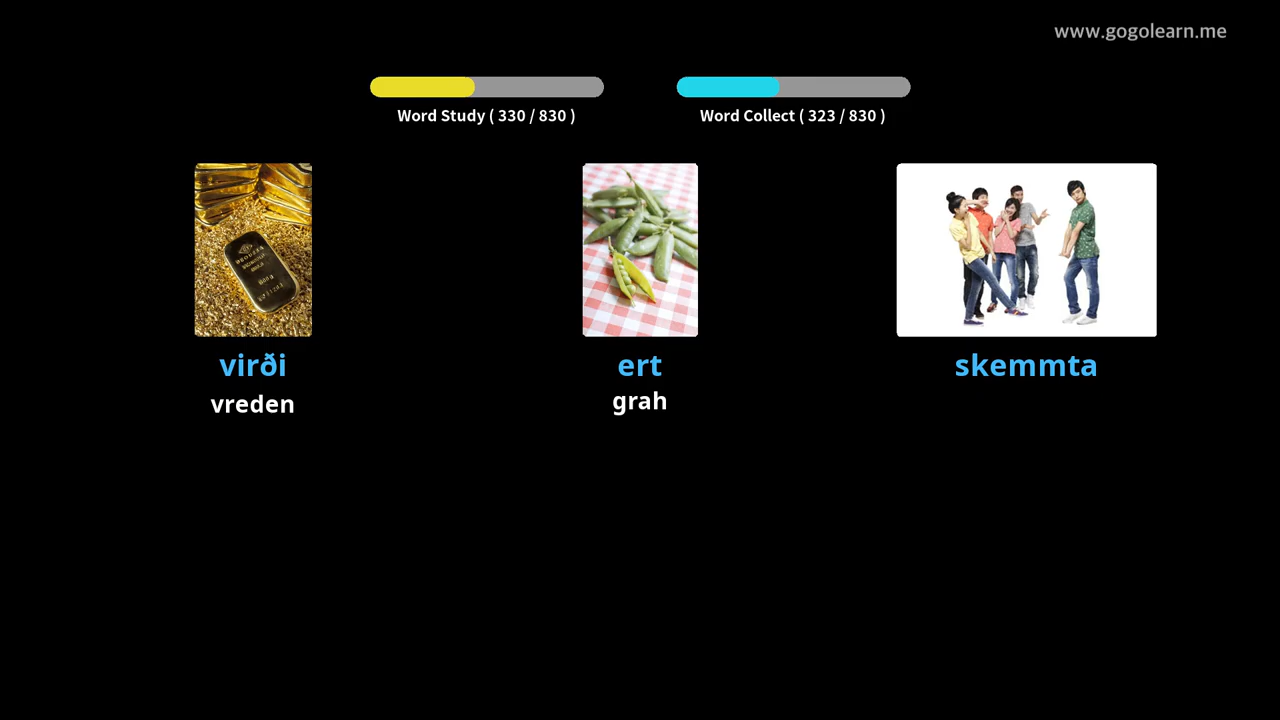 www.gogolearn.me
Word Study ( 330 / 830 )
Word Collect ( 323 / 830 )
virði
vreden
ert
grah
skemmta